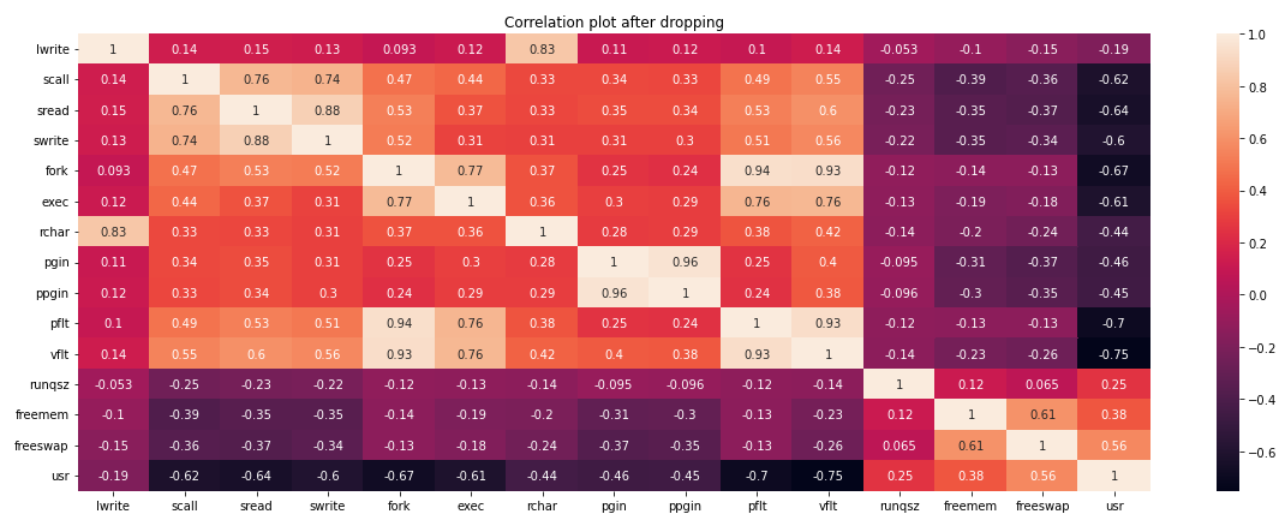 Correlation plot after dropping
lwrite 1 0.14 0.15 0.13 0.093 0.12 0.83 0.11 0.12 0.1 0.14 -0.053 -0.1 -0.15 -0.19
scall 0.14 1 0.76 0.74 0.47 0.44 0.33 0.34 0.33 0.49 0.55 -0.25 -0.39 -0.36 -0.62
sread 0.15 0.76 1 0.88 0.53 0.37 0.33 0.35 0.34 0.53 0.6 -0.23 -0.35 -0.37 -0.64
swrite 0.13 0.74 0.88 1 0.52 0.31 0.31 0.31 0.3 0.51 0.56 -0.22 -0.35 -0.34 -0.6
fork 0.093 0.47 0.53 0.52 1 0.77 0.37 0.25 0.24 0.94 0.93 -0.12 -0.14 -0.13 -0.67
exec 0.12 0.44 0.37 0.31 0.77 1 0.36 0.3 0.29 0.76 0.76 -0.13 -0.19 -0.18 -0.61
rchar 0.83 0.33 0.33 0.31 0.37 0.36 1 0.28 0.29 0.38 0.42 -0.14 -0.2 -0.24 -0.44
pgin 0.11 0.34 0.35 0.31 0.25 0.3 0.28 1 0.96 0.25 0.4 -0.095 -0.31 -0.37 -0.46
ppgin 0.12 0.33 0.34 0.3 0.24 0.29 0.29 0.96 1 0.24 0.38 -0.096 -0.3 -0.35 -0.45
pflt 0.1 0.49 0.53 0.51 0.94 0.76 0.38 0.25 0.24 1 0.93 -0.12 -0.13 -0.13 -0.7
vflt 0.14 0.55 0.6 0.56 0.93 0.76 0.42 0.4 0.38 0.93 1 -0.14 -0.23 -0.26 -0.75
runqsz -0.053 -0.25 -0.23 -0.22 -0.12 -0.13 -0.14 -0.095 -0.096 -0.12 -0.14 1 0.12 0.065 0.25
freemem -0.1 -0.39 -0.35 -0.35 -0.14 -0.19 -0.2 -0.31 -0.3 -0.13 -0.23 0.12 1 0.61 0.38
freeswap -0.15 -0.36 -0.37 -0.34 -0.13 -0.18 -0.24 -0.37 -0.35 -0.13 -0.26 0.065 0.61 1 0.56
usr -0.19 -0.62 -0.64 -0.6 -0.67 -0.61 -0.44 -0.46 -0.45 -0.7 -0.75 0.25 0.38 0.56 1
lwrite scall sread swrite fork exec rchar pgin ppgin pflt vflt runqsz freemem freeswap usr
1.0
0.8
0.6
0.4
0.2
0.0
−0.2
−0.4
−0.6